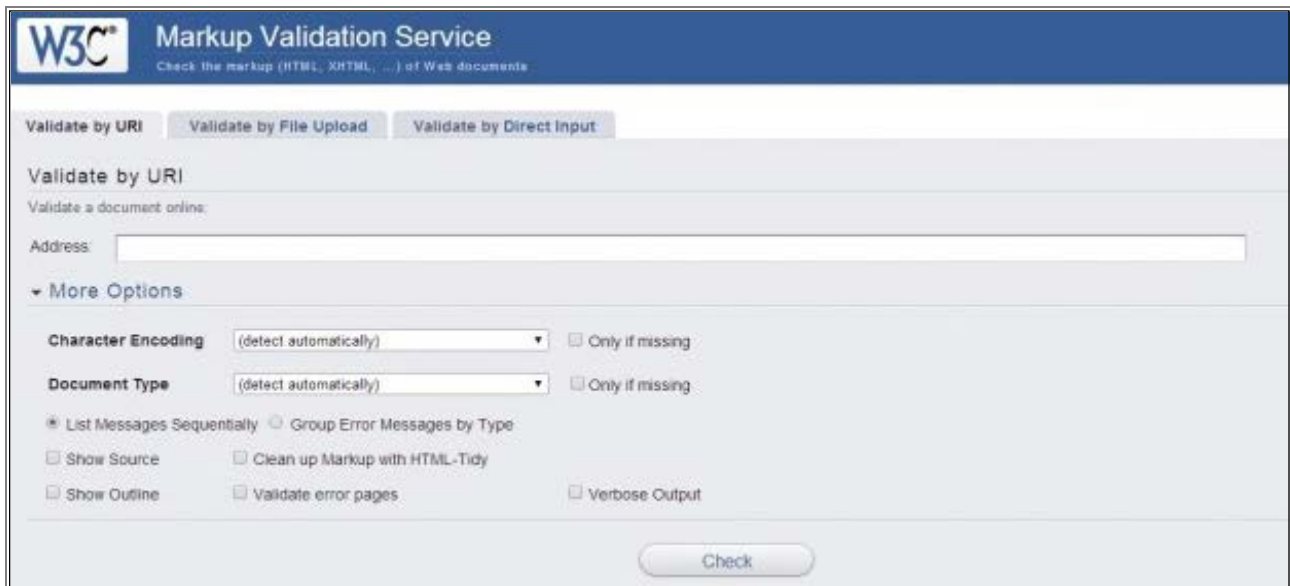 W3C®
Markup Validation Service
Check the markup (HTML, XHTML, ...) of Web documents
Validate by URI Validate by File Upload Validate by Direct Input
Validate by URI
Validate a document online:
Address:
More Options
Character Encoding (detect automatically) Only if missing
Document Type (detect automatically) Only if missing
List Messages Sequentially Group Error Messages by Type
Show Source Clean up Markup with HTML-Tidy
Show Outline Validate error pages Verbose Output
Check